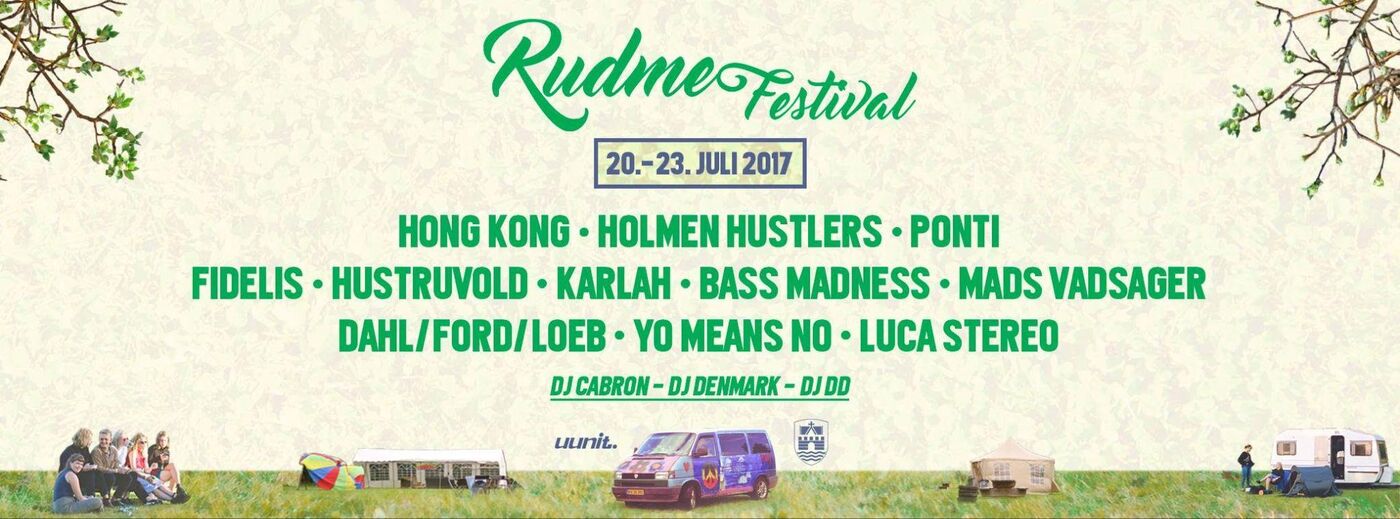 Rudme Festival
20.-23. JULI 2017
HONG KONG • HOLMEN HUSTLERS • PONTI
FIDELIS • HUSTRUVOLD • KARLAH • BASS MADNESS • MADS VADSAGER
DAHL/FORD/LOEB • YO MEANS NO • LUCA STEREO
DJ CABRON - DJ DENMARK - DJ DD
uunit..